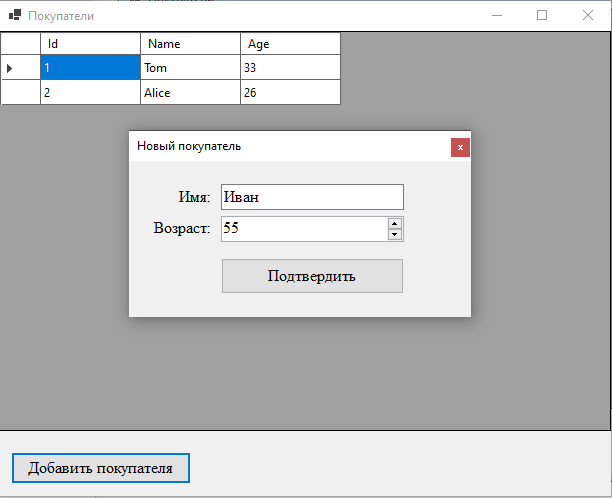 Покупатели
Id Name Age
1 Tom 33
2 Alice 26
Новый покупатель
Имя: Иван
Возраст: 55
Подтвердить
Добавить покупателя